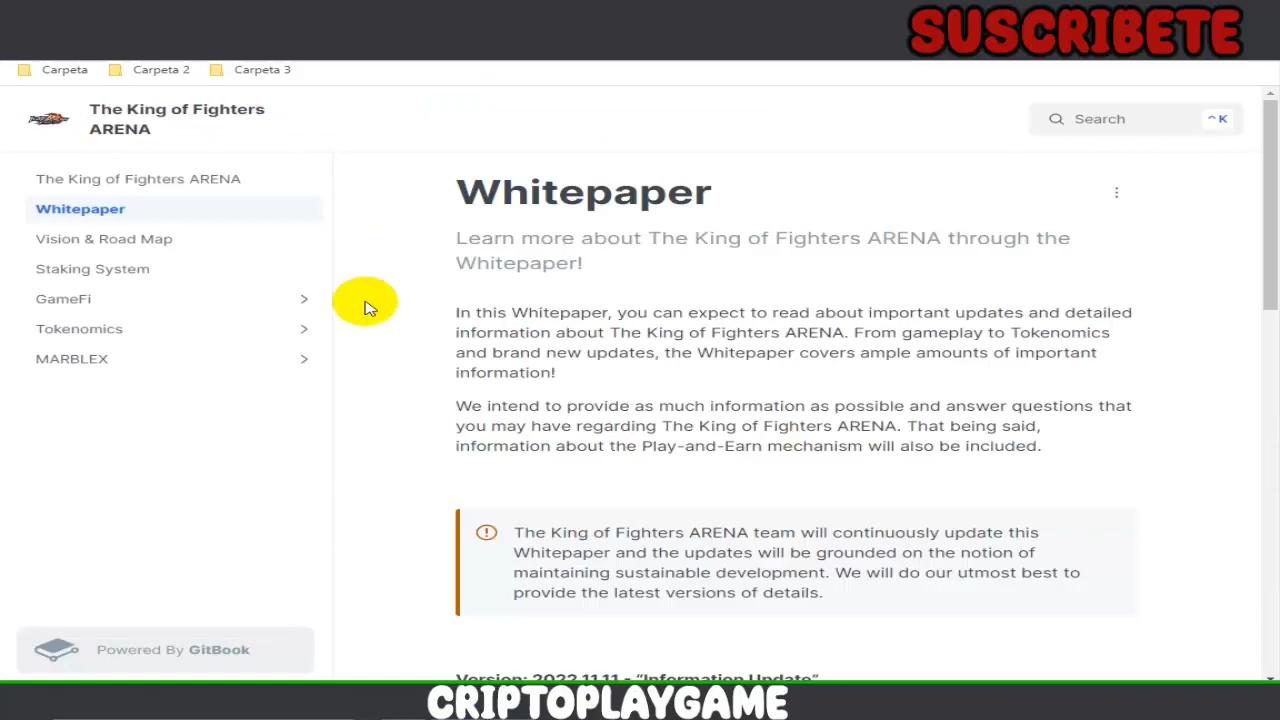 SUSCRIBETE
Carpeta
Carpeta 2
Carpeta 3
The King of Fighters
ARENA
Search
^K
The King of Fighters ARENA
Whitepaper
Vision & Road Map
Staking System
GameFi
Tokenomics
MARBLEX
Powered By GitBook
Whitepaper
Learn more about The King of Fighters ARENA through the
Whitepaper!
In this Whitepaper, you can expect to read about important updates and detailed
information about The King of Fighters ARENA. From gameplay to Tokenomics
and brand new updates, the Whitepaper covers ample amounts of important
information!
We intend to provide as much information as possible and answer questions that
you may have regarding The King of Fighters ARENA. That being said,
information about the Play-and-Earn mechanism will also be included.
The King of Fighters ARENA team will continuously update this
Whitepaper and the updates will be grounded on the notion of
maintaining sustainable development. We will do our utmost best to
provide the latest versions of details.
Version: 2022.11.11 - “Information Update”
CRIPTOPLAYGAME